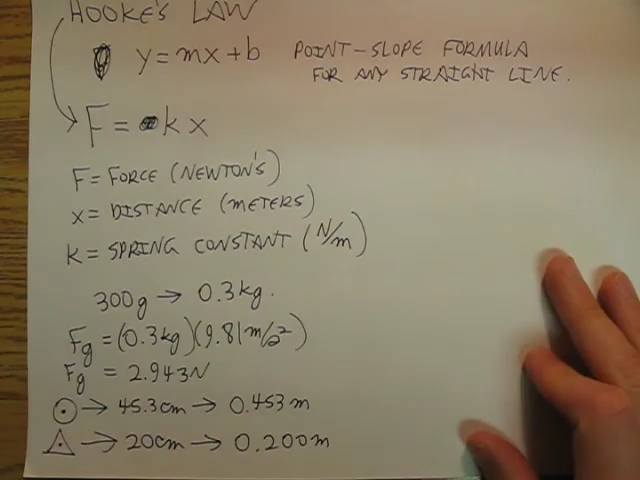 HOOKE'S LAW
y = mx + b POINT-SLOPE FORMULA
FOR ANY STRAIGHT LINE.
F = kx
F = FORCE (NEWTON'S)
x = DISTANCE (METERS)
k = SPRING CONSTANT (N/m)
300g → 0.3kg.
Fg = (0.3kg)(9.81m/s²)
Fg = 2.943N
⊙ → 45.3cm → 0.453m
△ → 20cm → 0.200m